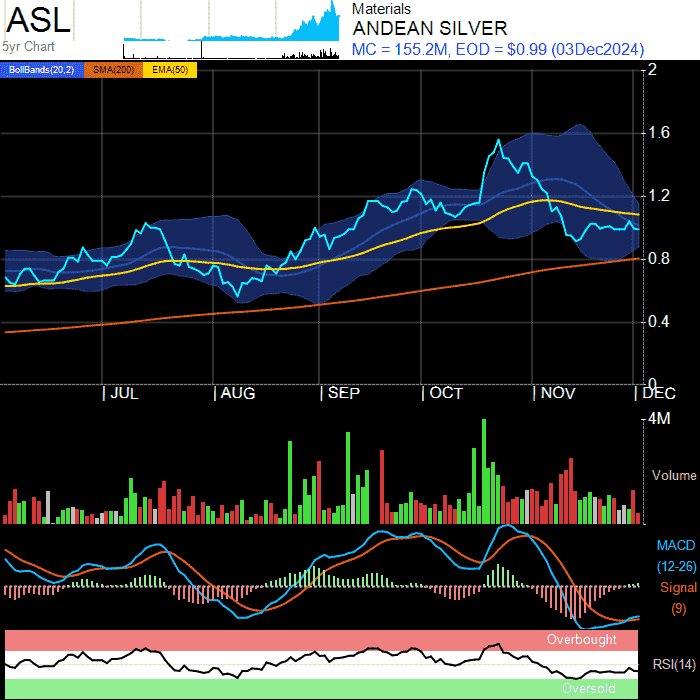 ASL
5yr Chart
Materials
ANDEAN SILVER
MC = 155.2M, EOD = $0.99 (03Dec2024)
BollBands(20,2) SMA(200) EMA(50)
2
1.6
1.2
0.8
0.4
0
| JUL | AUG | SEP | OCT | NOV | DEC
4M
Volume
MACD
(12-26)
Signal
(9)
Overbought
RSI(14)
Oversold